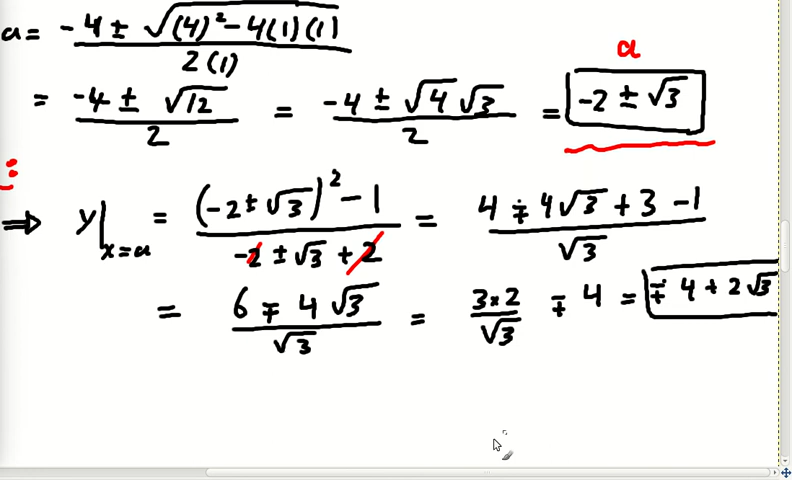 a = (-4 ± √((4)² - 4(1)(1))) / 2(1)
a
= (-4 ± √12) / 2 = (-4 ± √4 √3) / 2 = -2 ± √3
:
⇒ y|x=a = ((-2 ± √3)² - 1) / (-2 ± √3 + 2) = (4 ∓ 4√3 + 3 - 1) / √3
= (6 ∓ 4√3) / √3 = (3×2) / √3 ∓ 4 = ∓ 4 + 2√3